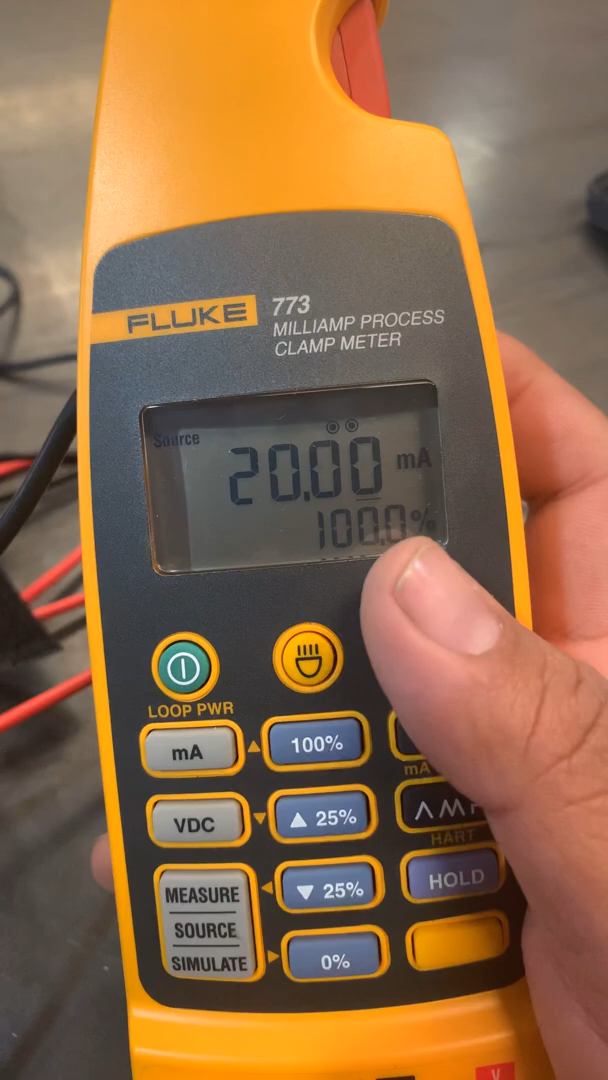 FLUKE
773
MILLIAMP PROCESS
CLAMP METER
Source
20.00 mA
100.0%
LOOP PWR
mA
100%
mA
VDC
▲ 25%
HART
MEASURE
▼ 25%
HOLD
SOURCE
SIMULATE
0%
V